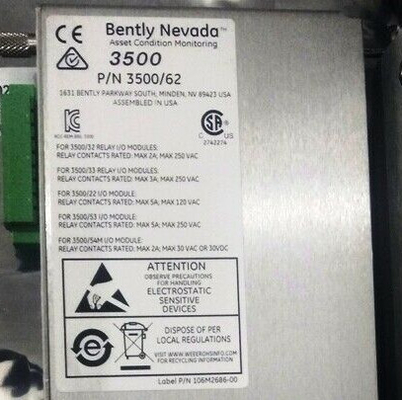 Bently Nevada™
Asset Condition Monitoring
3500
P/N 3500/62
1631 BENTLY PARKWAY SOUTH, MINDEN, NV 89423 USA
ASSEMBLED IN USA
C US
2742274
FOR 3500/32 RELAY I/O MODULES:
RELAY CONTACTS RATED: MAX 2A; MAX 250 VAC
FOR 3500/33 RELAY I/O MODULES:
RELAY CONTACTS RATED: MAX 3A; MAX 250 VAC
FOR 3500/22 I/O MODULE:
RELAY CONTACTS RATED: MAX 5A; MAX 120 VAC
FOR 3500/53 I/O MODULE:
RELAY CONTACTS RATED: MAX 5A; MAX 250 VAC
FOR 3500/54M I/O MODULE:
RELAY CONTACTS RATED: MAX 2A; MAX 30 VAC OR 30VDC
ATTENTION
OBSERVE PRECAUTIONS
FOR HANDLING
ELECTROSTATIC
SENSITIVE
DEVICES
DISPOSE OF PER
LOCAL REGULATIONS
VISIT WWW.WEEEROHSINFO.COM
FOR RECYCLING INFORMATION
Label P/N 106M2686-00